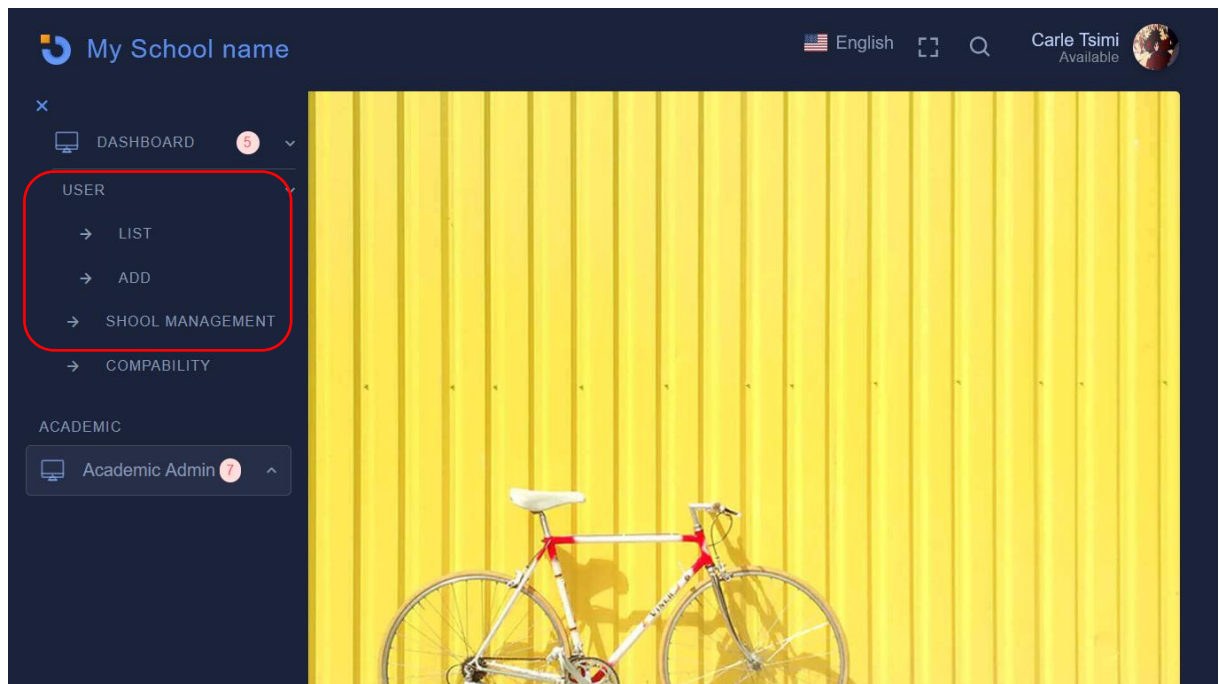 My School name
English
Carle Tsimi
Available
×
DASHBOARD 5
USER
→ LIST
→ ADD
→ SHOOL MANAGEMENT
→ COMPABILITY
ACADEMIC
Academic Admin 7
VINER